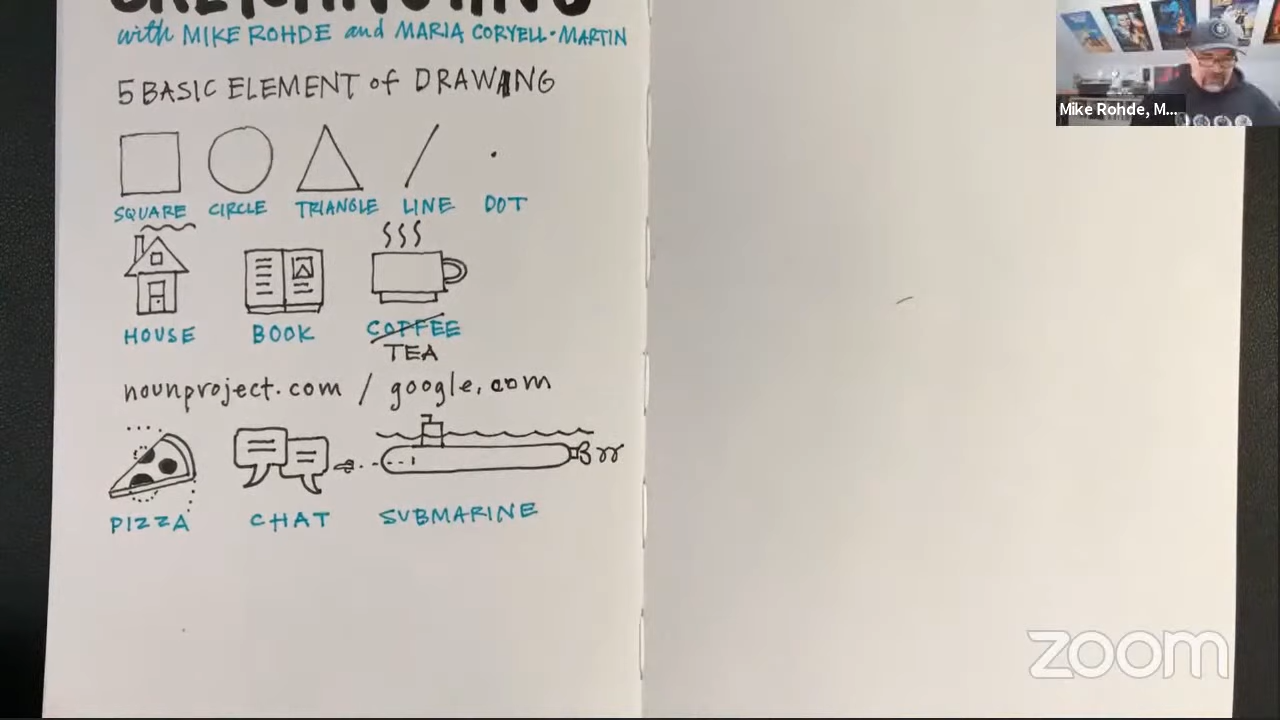 with MIKE ROHDE and MARIA CORYELL-MARTIN
5 BASIC ELEMENT of DRAWING
SQUARE CIRCLE TRIANGLE LINE DOT
HOUSE BOOK COFFEE
TEA
nounproject.com / google.com
PIZZA CHAT SUBMARINE
Mike Rohde, M...
zoom